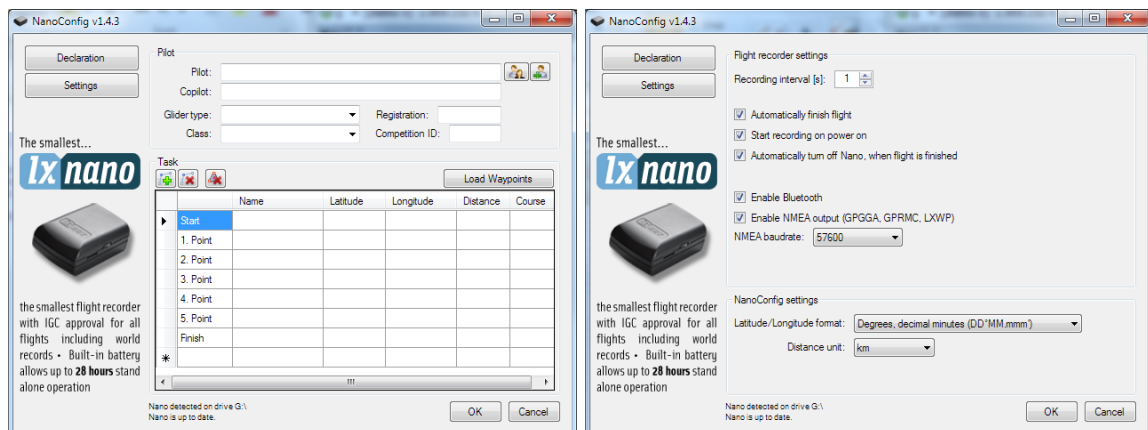 NanoConfig v1.4.3
Declaration
Settings
The smallest...
lx nano
the smallest flight recorder
with IGC approval for all
flights including world
records • Built-in battery
allows up to 28 hours stand
alone operation
Pilot
Pilot:
Copilot:
Glider type: Registration:
Class: Competition ID:
Task
Load Waypoints
Name Latitude Longitude Distance Course
Start
1. Point
2. Point
3. Point
4. Point
5. Point
Finish
Nano detected on drive G:\
Nano is up to date.
OK Cancel
NanoConfig v1.4.3
Declaration
Settings
The smallest...
lx nano
the smallest flight recorder
with IGC approval for all
flights including world
records • Built-in battery
allows up to 28 hours stand
alone operation
Flight recorder settings
Recording interval [s]: 1
Automatically finish flight
Start recording on power on
Automatically turn off Nano, when flight is finished
Enable Bluetooth
Enable NMEA output (GPGGA, GPRMC, LXWP)
NMEA baudrate: 57600
NanoConfig settings
Latitude/Longitude format: Degrees, decimal minutes (DD°MM.mmm')
Distance unit: km
Nano detected on drive G:\
Nano is up to date.
OK Cancel